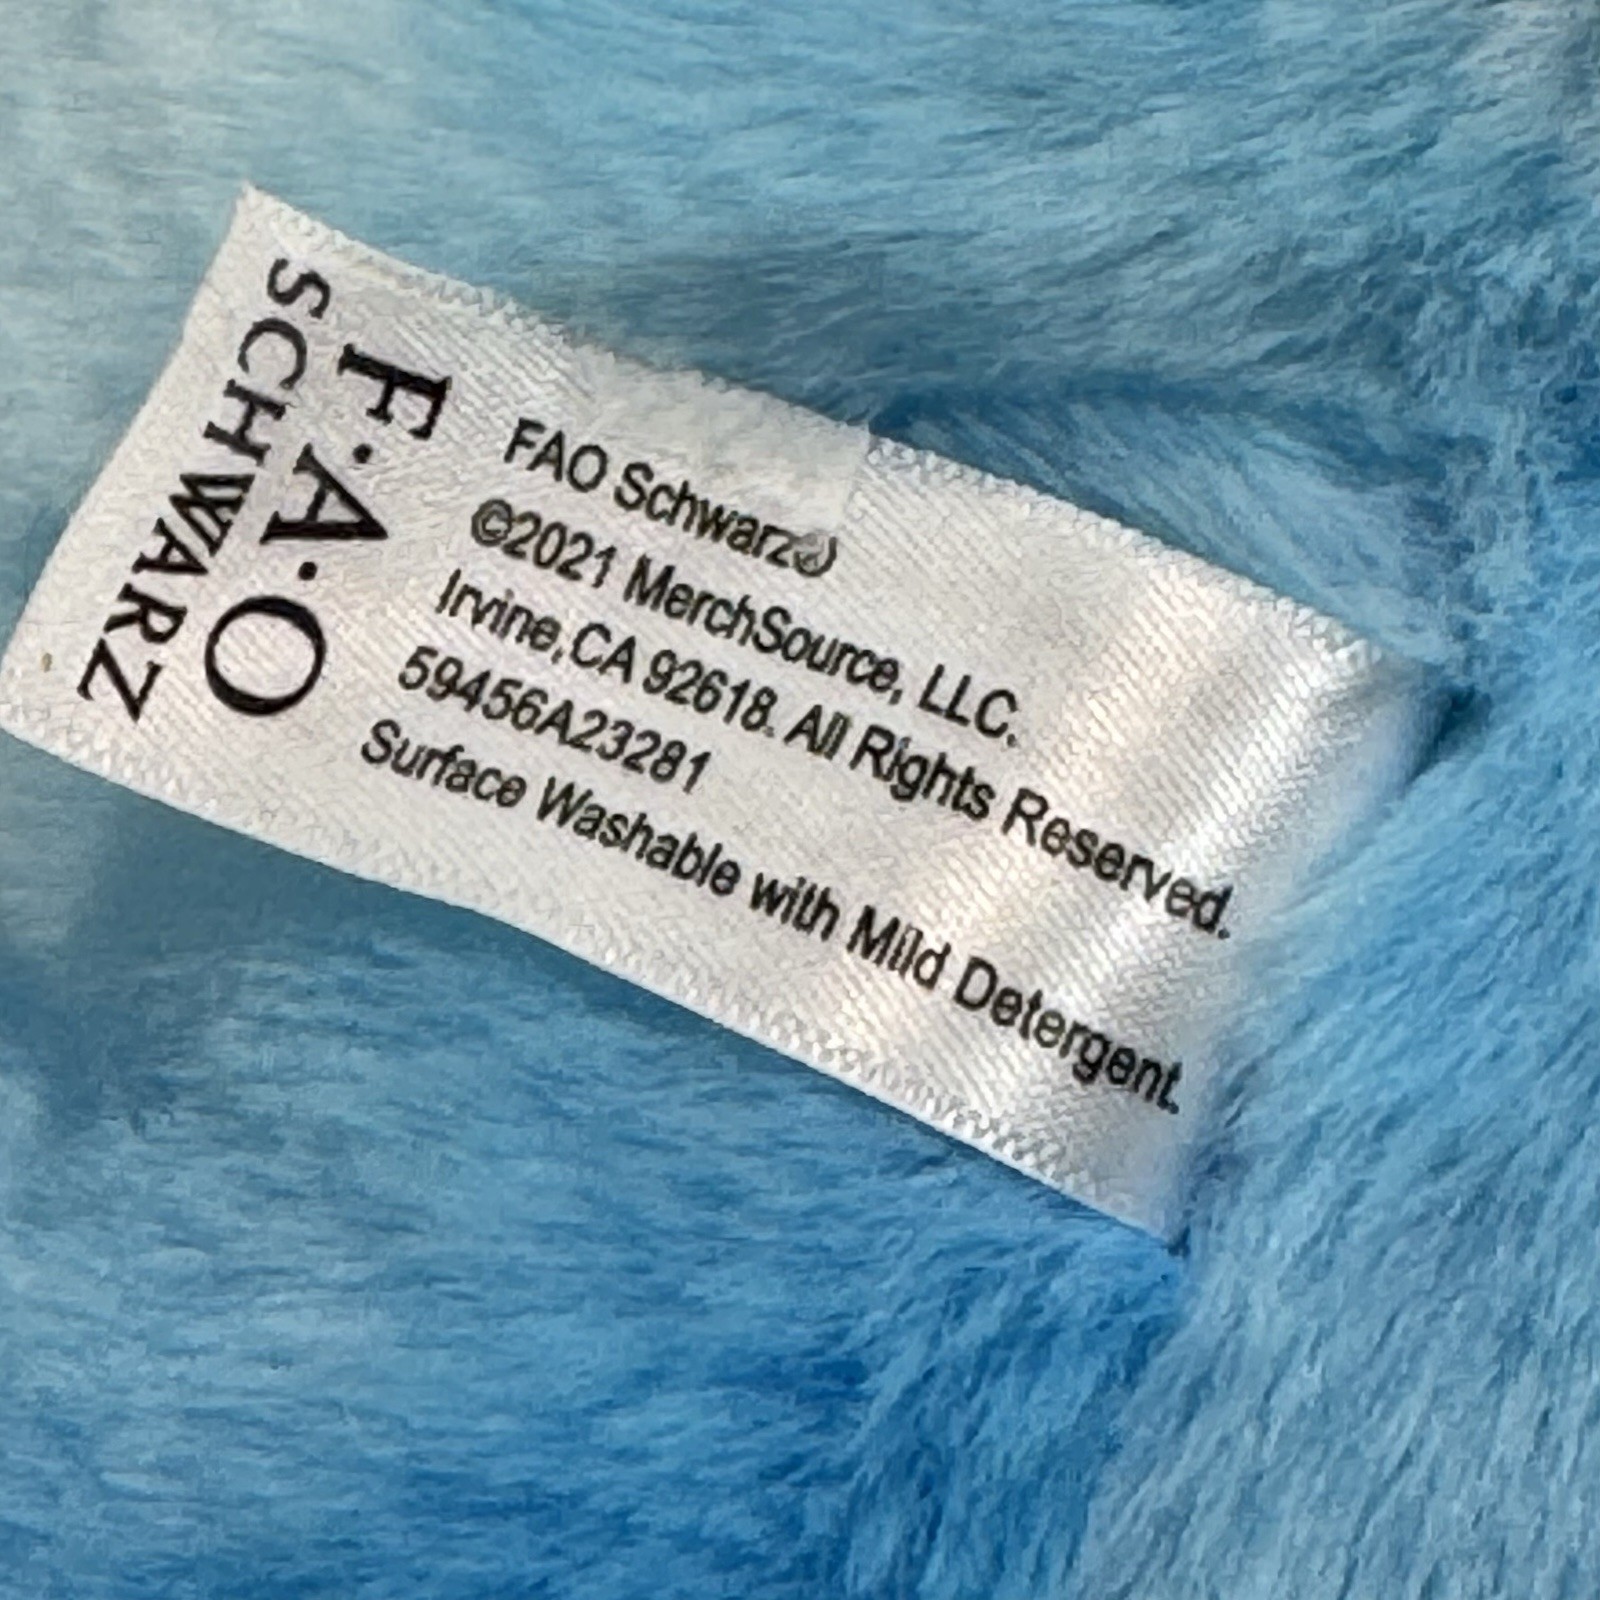 F·A·O
SCHWARZ
FAO Schwarz®
©2021 MerchSource, LLC.
Irvine,CA 92618. All Rights Reserved.
59456A23281
Surface Washable with Mild Detergent.